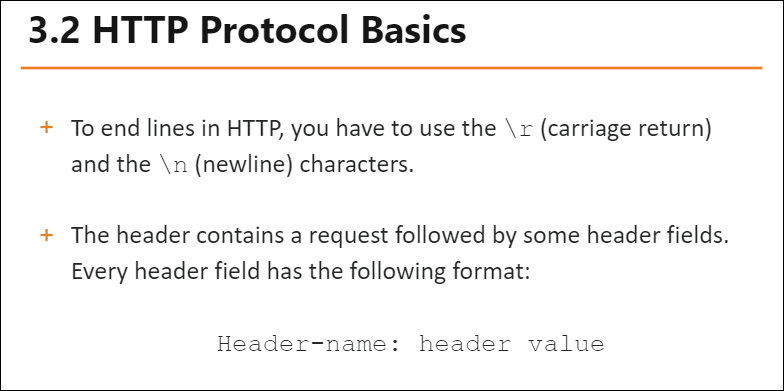 3.2 HTTP Protocol Basics
+ To end lines in HTTP, you have to use the \r (carriage return)
and the \n (newline) characters.
+ The header contains a request followed by some header fields.
Every header field has the following format:
Header-name: header value